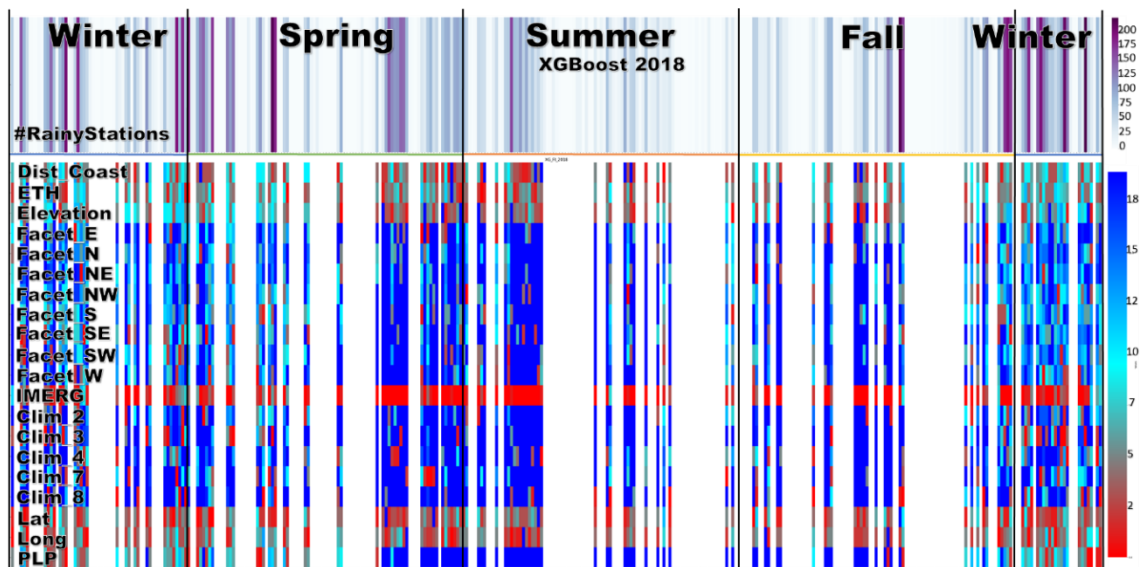 Winter Spring Summer Fall Winter
XGBoost 2018
#RainyStations
200
175
150
125
100
75
50
25
0
Dist_Coast
ETH
Elevation
Facet_E
Facet_N
Facet_NE
Facet_NW
Facet_S
Facet_SE
Facet_SW
Facet_W
IMERG
Clim_2
Clim_3
Clim_4
Clim_7
Clim_8
Lat
Long
PLP
18
15
12
10
7
5
2